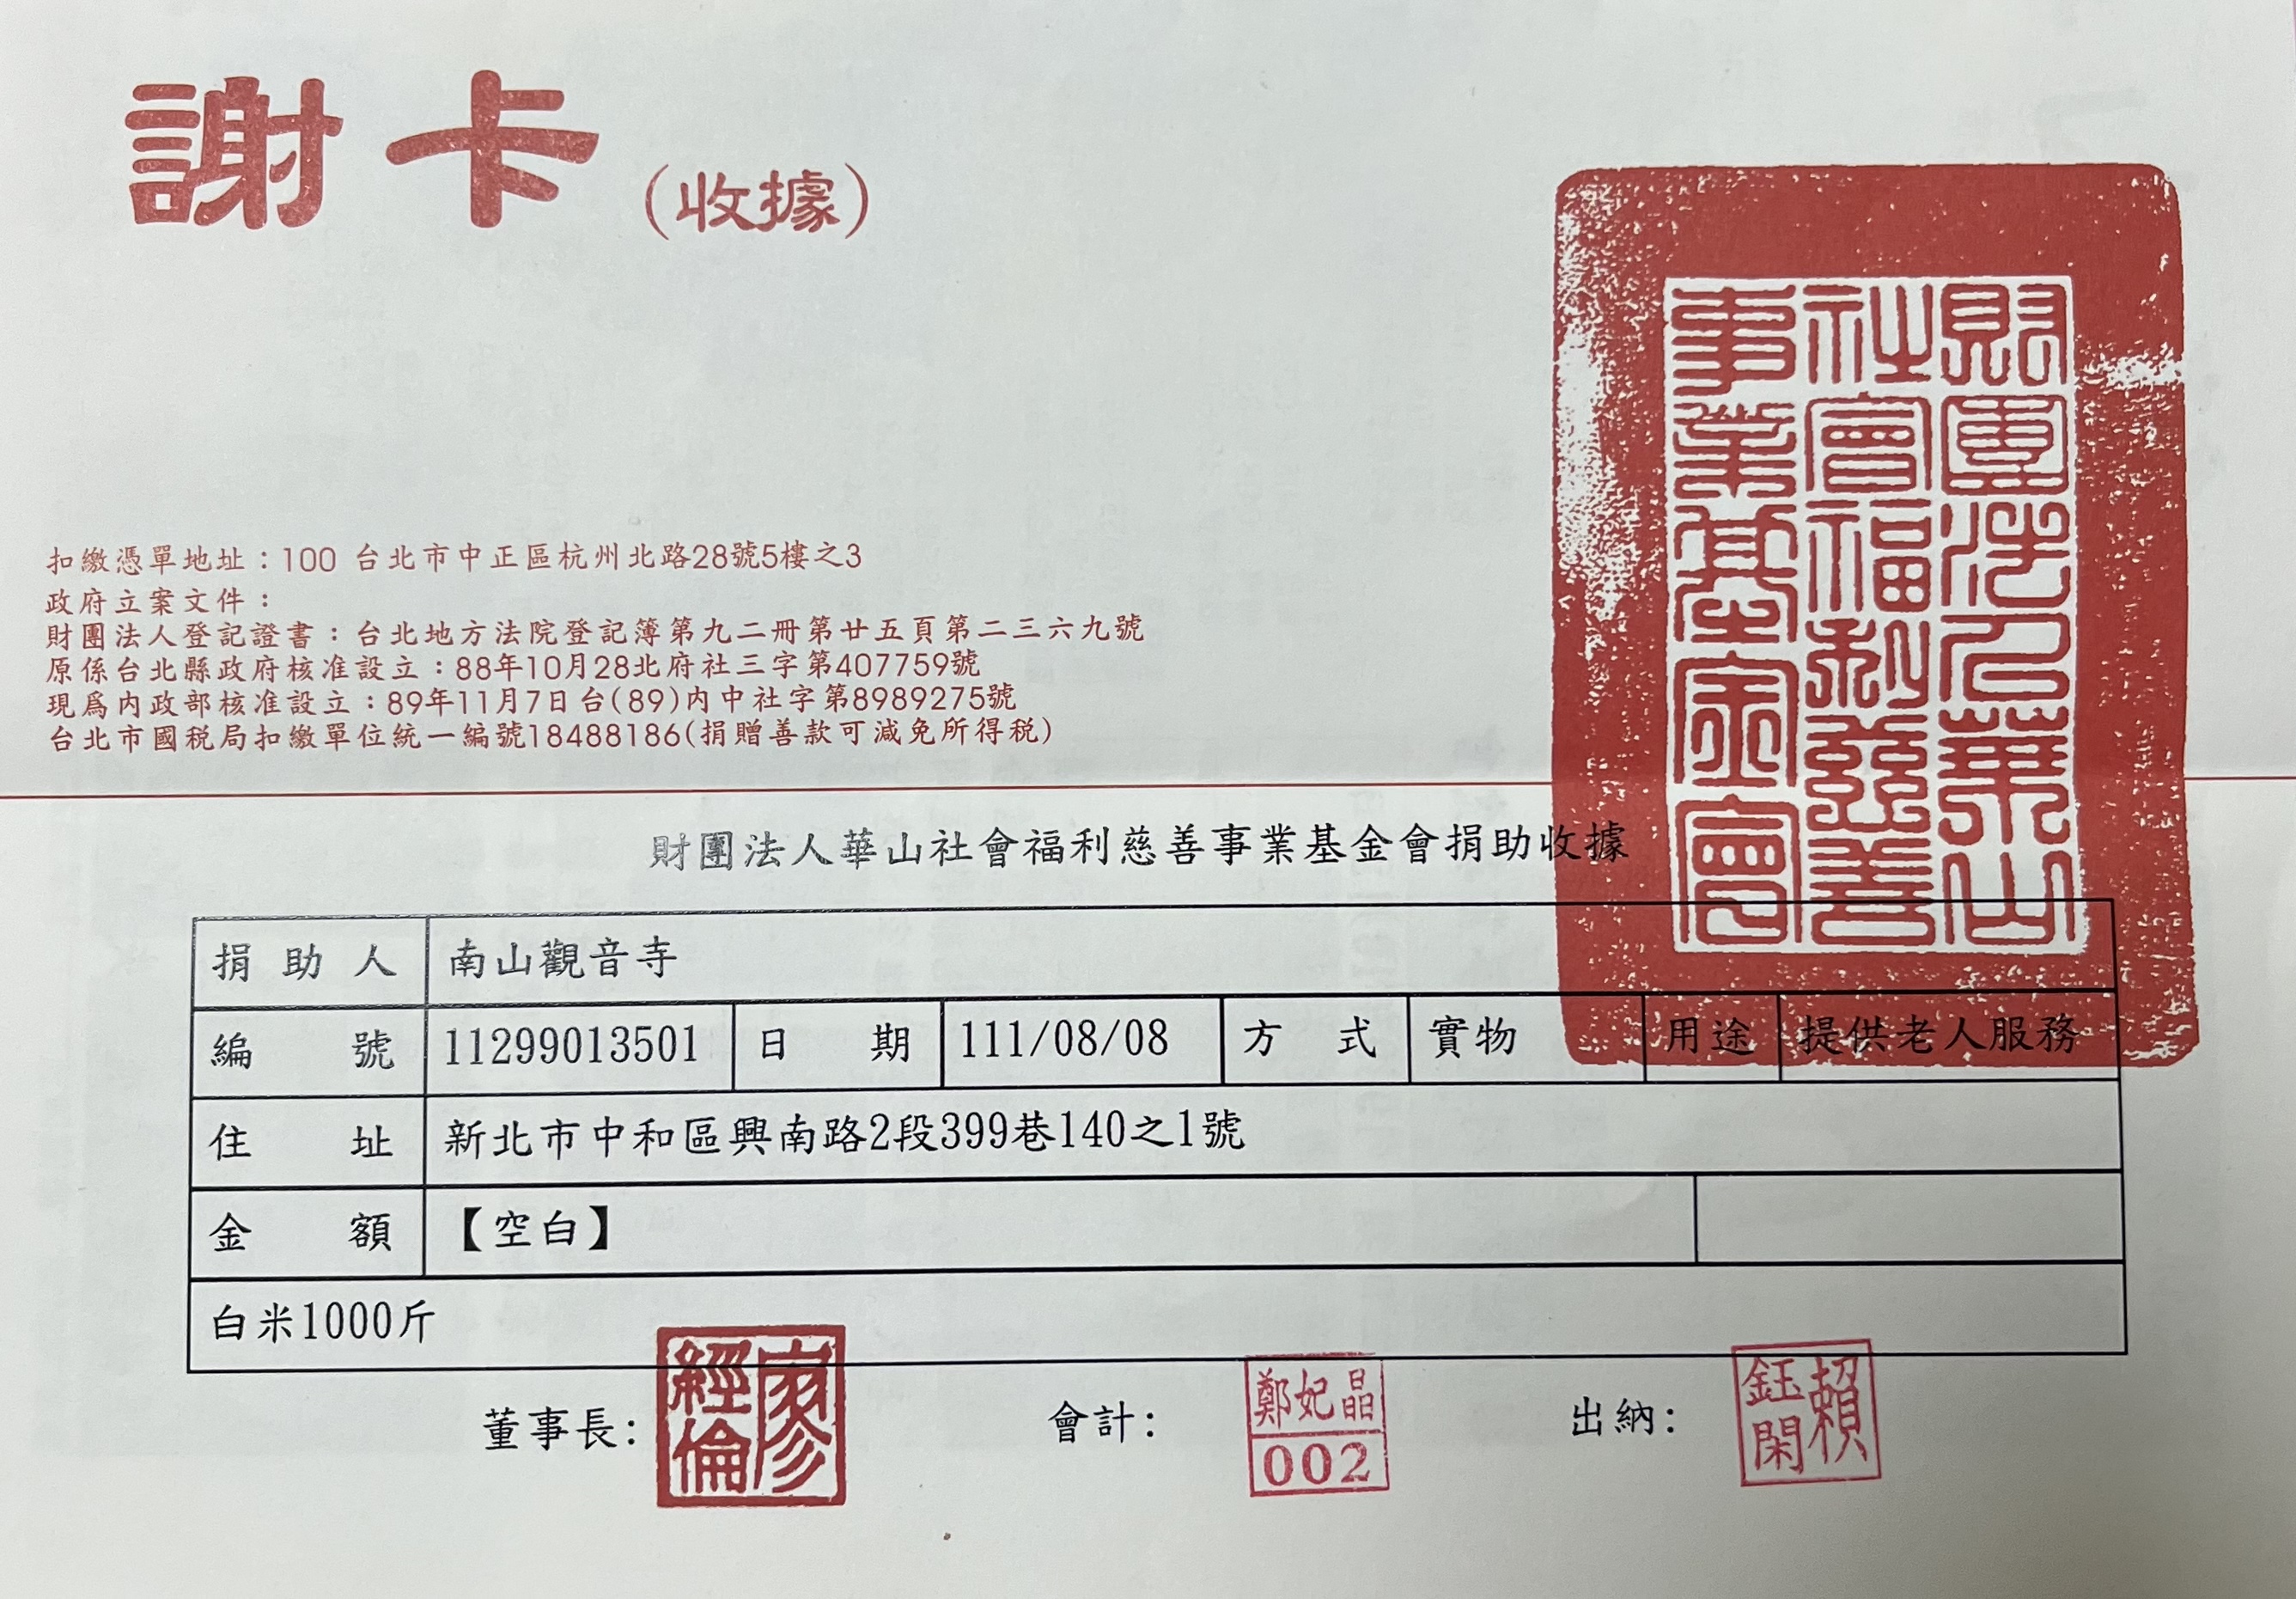 謝卡(收據)
財團法人華山
社會福利慈善
事業基金會
扣繳憑單地址：100 台北市中正區杭州北路28號5樓之3
政府立案文件：
財團法人登記證書：台北地方法院登記簿第九二冊第廿五頁第二三六九號
原係台北縣政府核准設立：88年10月28北府社三字第407759號
現爲內政部核准設立：89年11月7日台(89)內中社字第8989275號
台北市國稅局扣繳單位統一編號18488186(捐贈善款可減免所得稅)
財團法人華山社會福利慈善事業基金會捐助收據
捐助人 南山觀音寺
編號 11299013501 日期 111/08/08 方式 實物 用途 提供老人服務
住址 新北市中和區興南路2段399巷140之1號
金額 【空白】
白米1000斤
董事長: 廖經倫 會計: 鄭妃晶 002 出納: 賴鈺閑